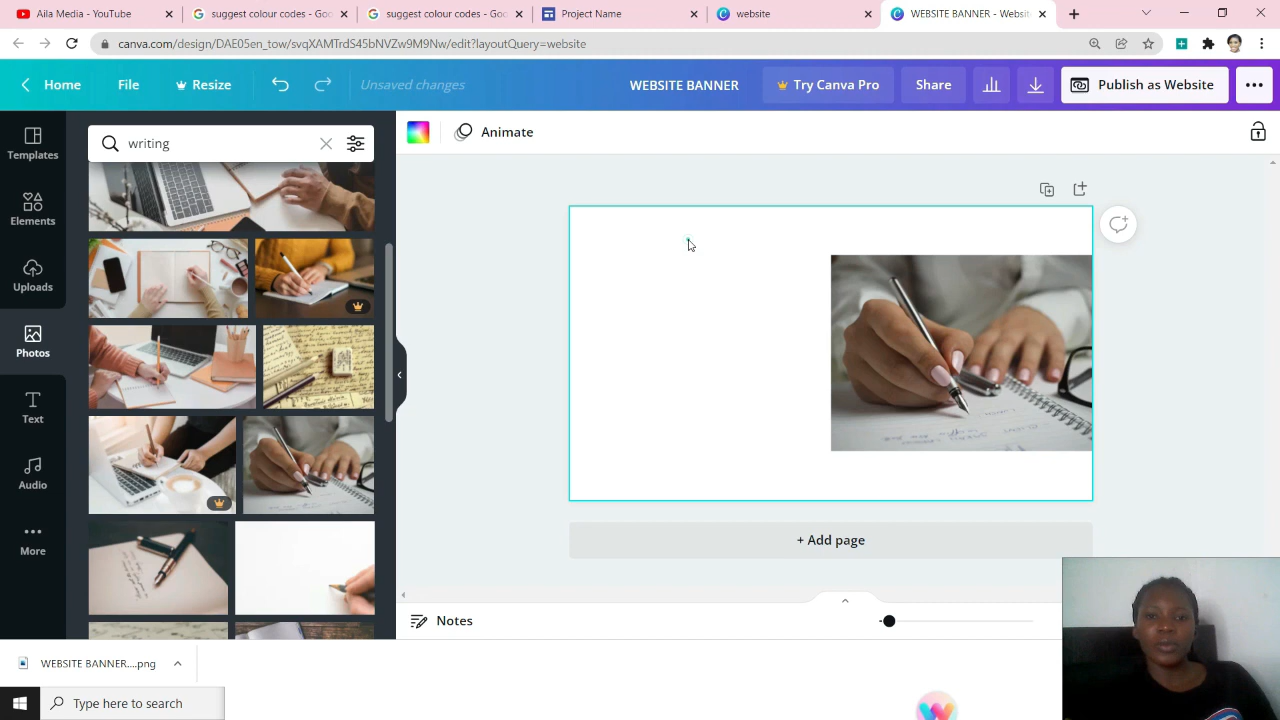 Aila Media - YouTube
suggest colour codes - Goo
suggest colour codes - Goo
Project Name
website
WEBSITE BANNER - Websit
canva.com/design/DAE05en_tow/svqXAMTrdS45bNVZw9M9Nw/edit?layoutQuery=website
Home
File
Resize
Unsaved changes
WEBSITE BANNER
Try Canva Pro
Share
Publish as Website
Templates
writing
Animate
Elements
Uploads
Photos
Text
Audio
More
+ Add page
Notes
WEBSITE BANNER....png
Type here to search